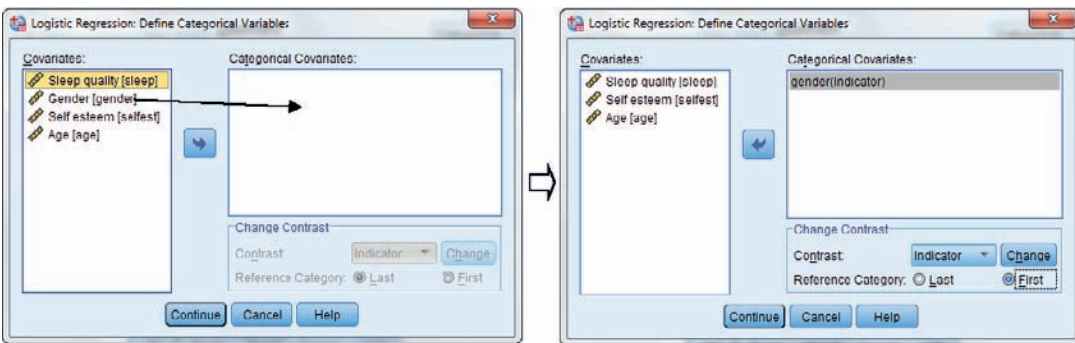 Logistic Regression: Define Categorical Variables
Covariates:
Categorical Covariates:
Sleep quality [sleep]
Gender [gender]
Self esteem [selfest]
Age [age]
Change Contrast
Contrast:
Indicator
Change
Reference Category:
Last
First
Continue
Cancel
Help
Logistic Regression: Define Categorical Variables
Covariates:
Categorical Covariates:
Sleep quality [sleep]
Self esteem [selfest]
Age [age]
gender(Indicator)
Change Contrast
Contrast:
Indicator
Change
Reference Category:
Last
First
Continue
Cancel
Help